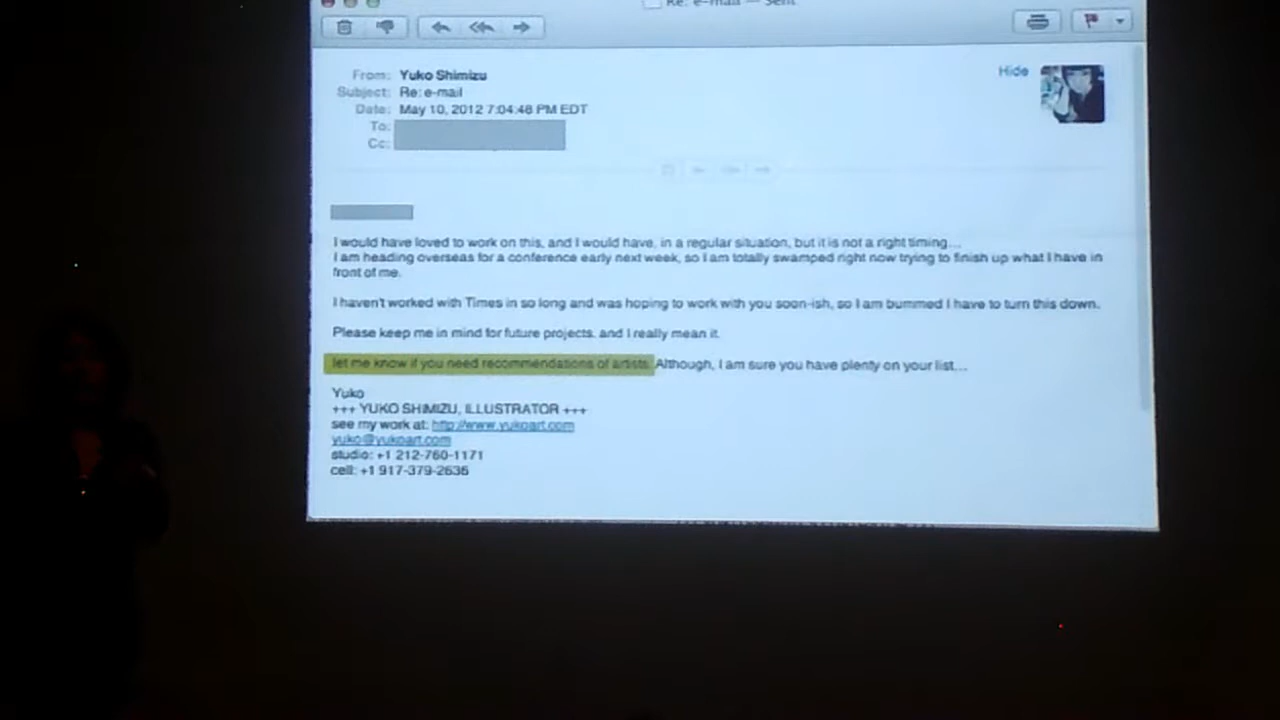 Re: e-mail — Sent
From: Yuko Shimizu
Hide
Subject: Re: e-mail
Date: May 10, 2012 7:04:48 PM EDT
To:
Cc:
I would have loved to work on this, and I would have, in a regular situation, but it is not a right timing...
I am heading overseas for a conference early next week, so I am totally swamped right now trying to finish up what I have in
front of me.
I haven't worked with Times in so long and was hoping to work with you soon-ish, so I am bummed I have to turn this down.
Please keep me in mind for future projects. and I really mean it.
let me know if you need recommendations of artists. Although, I am sure you have plenty on your list...
Yuko
+++ YUKO SHIMIZU, ILLUSTRATOR +++
see my work at: http://www.yukoart.com
yuko@yukoart.com
studio: +1 212-760-1171
cell: +1 917-379-2636